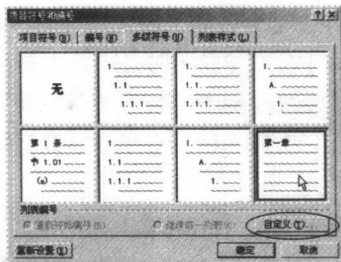 项目符号和编号
项目符号(B) 编号(N) 多级符号(U) 列表样式(L)
无
1.
1.1
1.1.1
1.
1.1.
1.1.1.
I.
A.
1.
第 1 条
节 1.01
(a)
1
1.1
1.1.1
I.
A.
1.
第一章
列表编号
重新开始编号(R) 继续前一列表(C) 自定义(T)...
重新设置(E) 确定 取消